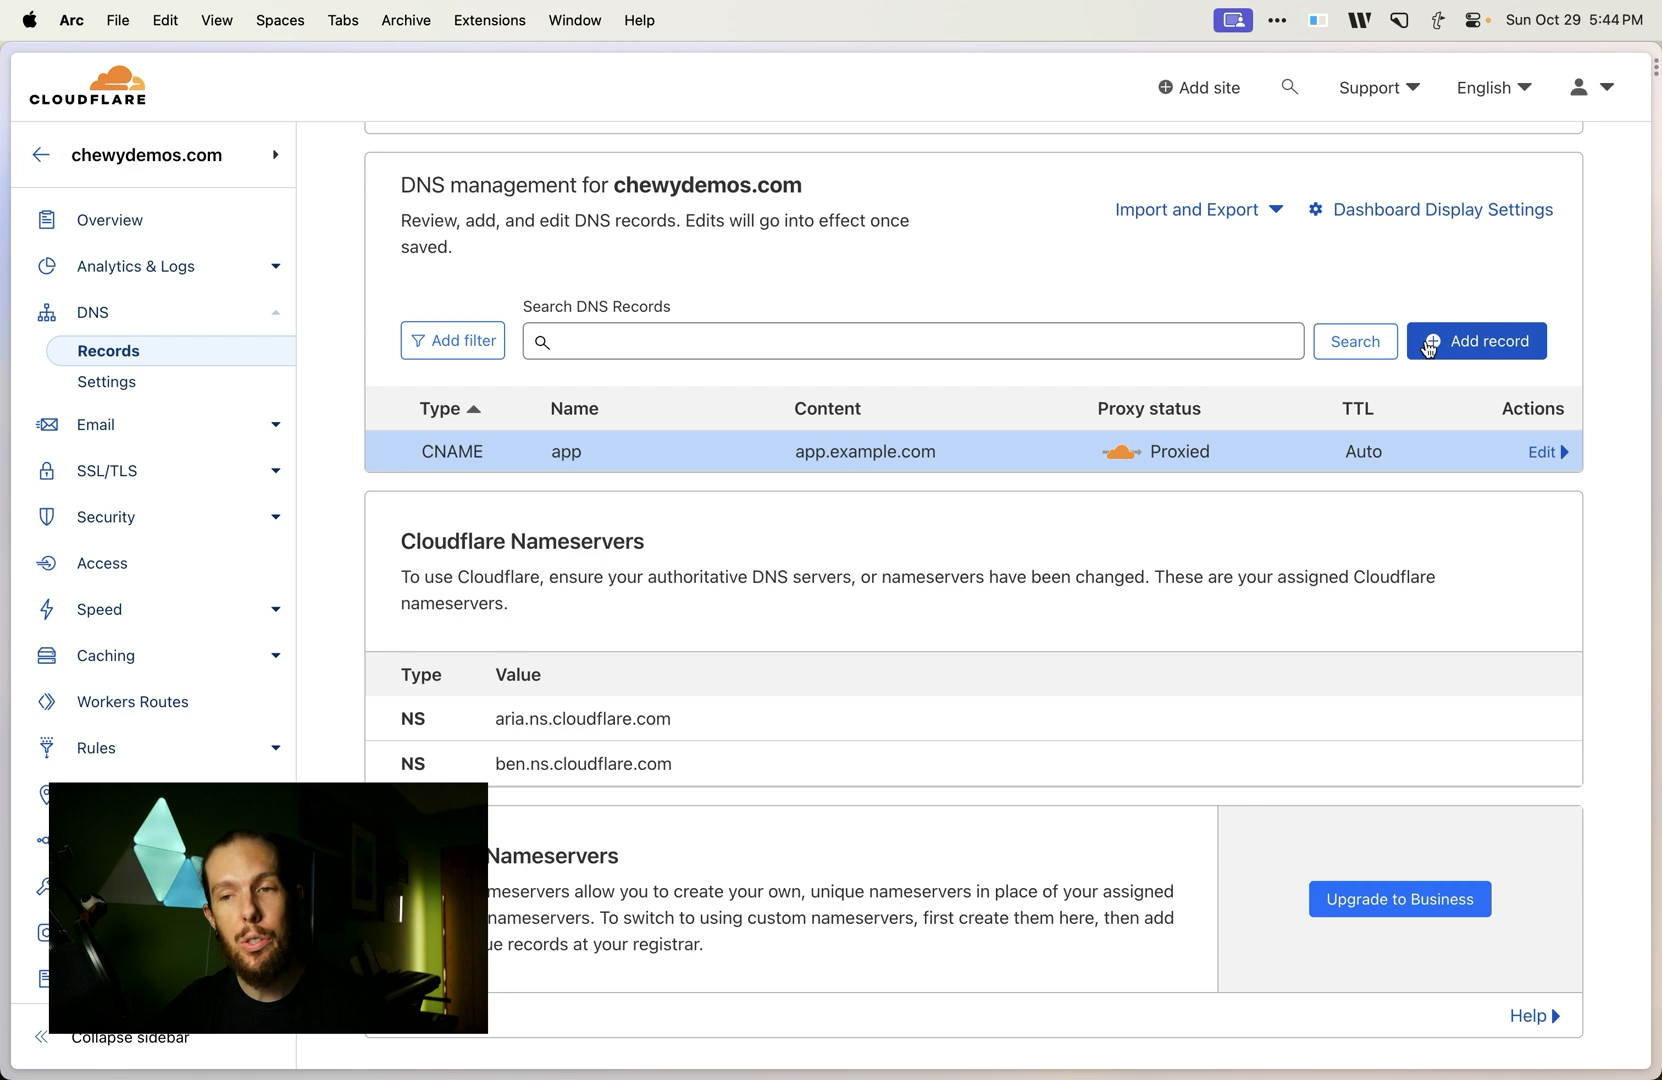 Arc File Edit View Spaces Tabs Archive Extensions Window Help Sun Oct 29 5:44 PM
CLOUDFLARE
Add site Support English
chewydemos.com
Overview
Analytics & Logs
DNS
Records
Settings
Email
SSL/TLS
Security
Access
Speed
Caching
Workers Routes
Rules
Collapse sidebar
DNS management for chewydemos.com
Review, add, and edit DNS records. Edits will go into effect once
saved.
Import and Export Dashboard Display Settings
Search DNS Records
Add filter Search Add record
Type Name Content Proxy status TTL Actions
CNAME app app.example.com Proxied Auto Edit
Cloudflare Nameservers
To use Cloudflare, ensure your authoritative DNS servers, or nameservers have been changed. These are your assigned Cloudflare
nameservers.
Type Value
NS aria.ns.cloudflare.com
NS ben.ns.cloudflare.com
Nameservers
meservers allow you to create your own, unique nameservers in place of your assigned
nameservers. To switch to using custom nameservers, first create them here, then add
ue records at your registrar.
Upgrade to Business
Help